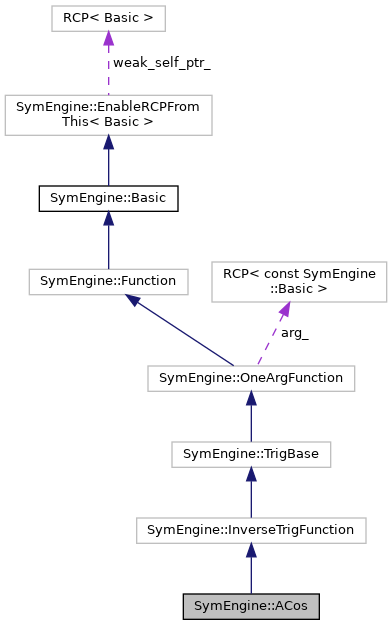 RCP< Basic >
weak_self_ptr_
SymEngine::EnableRCPFrom
This< Basic >
SymEngine::Basic
SymEngine::Function
RCP< const SymEngine
::Basic >
arg_
SymEngine::OneArgFunction
SymEngine::TrigBase
SymEngine::InverseTrigFunction
SymEngine::ACos